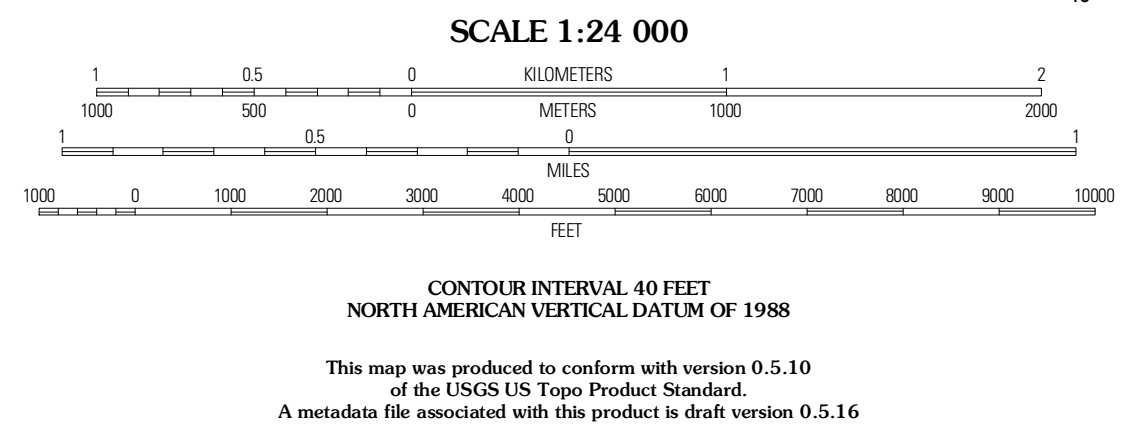 SCALE 1:24 000
1 0.5 0 KILOMETERS 1 2
1000 500 0 METERS 1000 2000
1 0.5 0 1
MILES
1000 0 1000 2000 3000 4000 5000 6000 7000 8000 9000 10000
FEET
CONTOUR INTERVAL 40 FEET
NORTH AMERICAN VERTICAL DATUM OF 1988
This map was produced to conform with version 0.5.10
of the USGS US Topo Product Standard.
A metadata file associated with this product is draft version 0.5.16